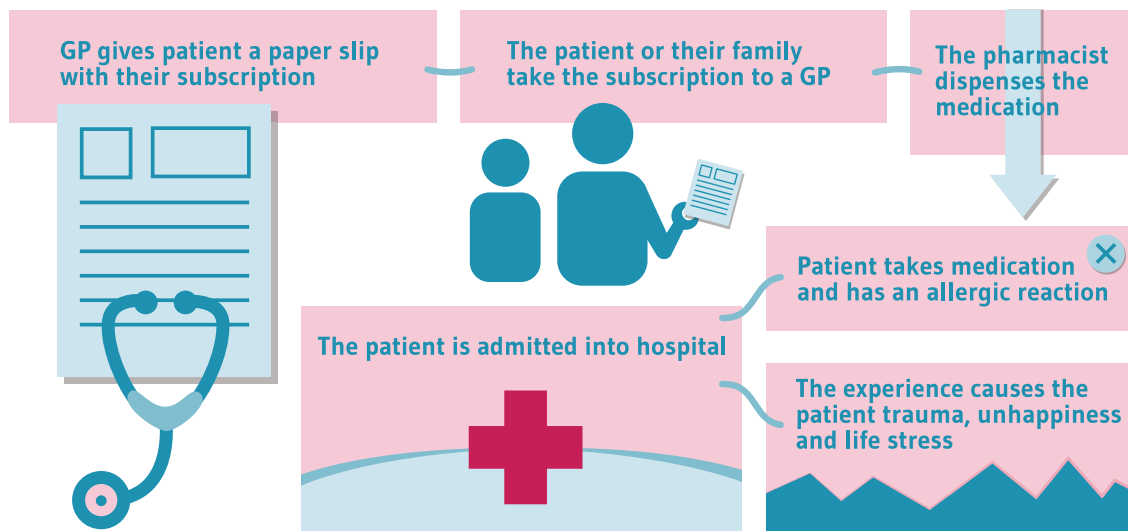 GP gives patient a paper slip
with their subscription
The patient or their family
take the subscription to a GP
The pharmacist
dispenses the
medication
Patient takes medication
and has an allergic reaction
The patient is admitted into hospital
The experience causes the
patient trauma, unhappiness
and life stress